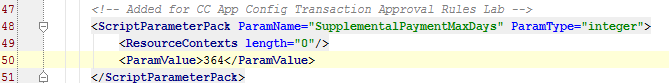 47 <!-- Added for CC App Config Transaction Approval Rules Lab -->
48 <ScriptParameterPack ParamName="SupplementalPaymentMaxDays" ParamType="integer">
49 <ResourceContexts length="0"/>
50 <ParamValue>364</ParamValue>
51 </ScriptParameterPack>